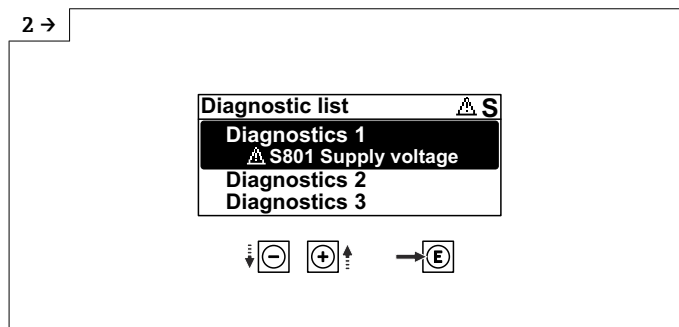 2 →
Diagnostic list ⚠ S
Diagnostics 1
⚠ S801 Supply voltage
Diagnostics 2
Diagnostics 3
− + E